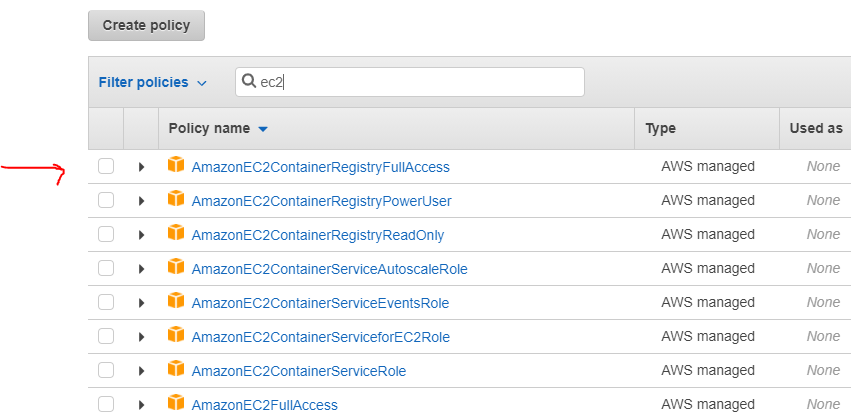 Create policy
Filter policies ec2
Policy name Type Used as
AmazonEC2ContainerRegistryFullAccess AWS managed None
AmazonEC2ContainerRegistryPowerUser AWS managed None
AmazonEC2ContainerRegistryReadOnly AWS managed None
AmazonEC2ContainerServiceAutoscaleRole AWS managed None
AmazonEC2ContainerServiceEventsRole AWS managed None
AmazonEC2ContainerServiceforEC2Role AWS managed None
AmazonEC2ContainerServiceRole AWS managed None
AmazonEC2FullAccess AWS managed None